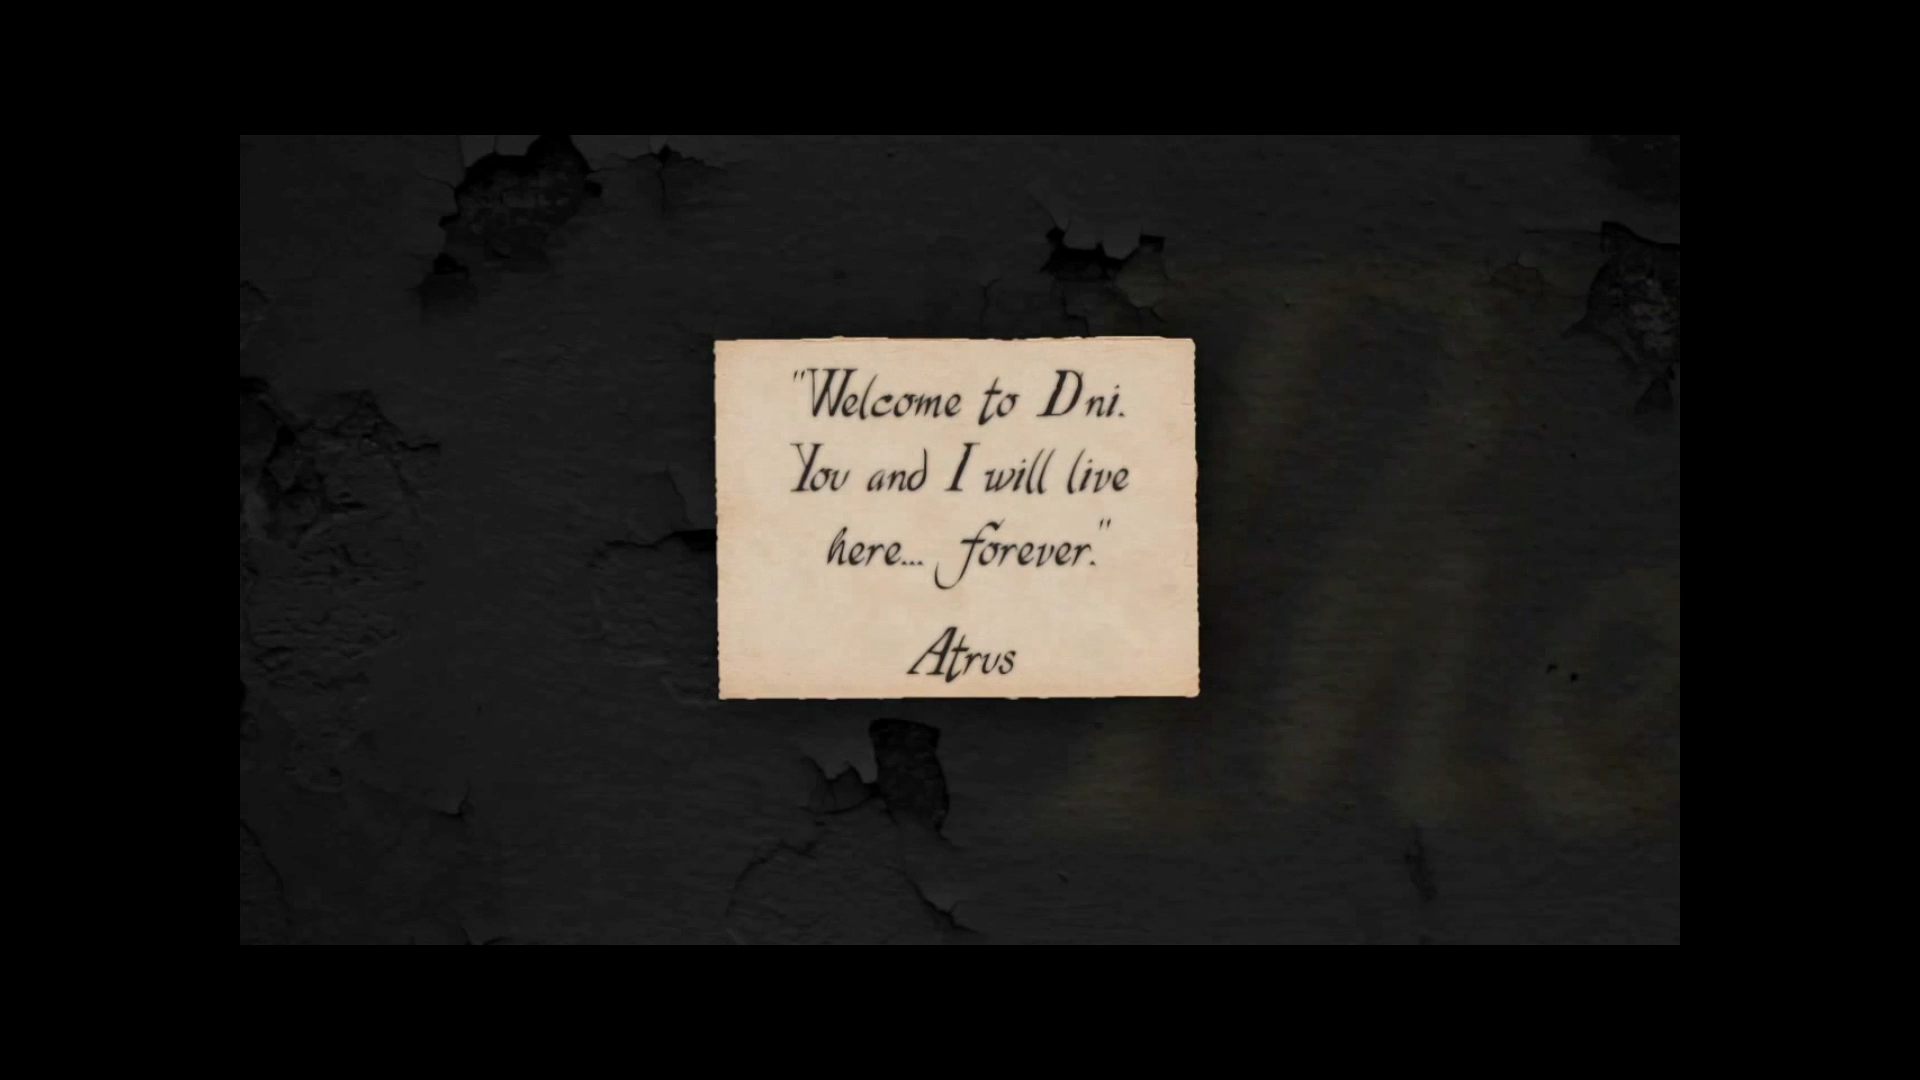 "Welcome to Dni.
You and I will live
here... forever."
Atrus